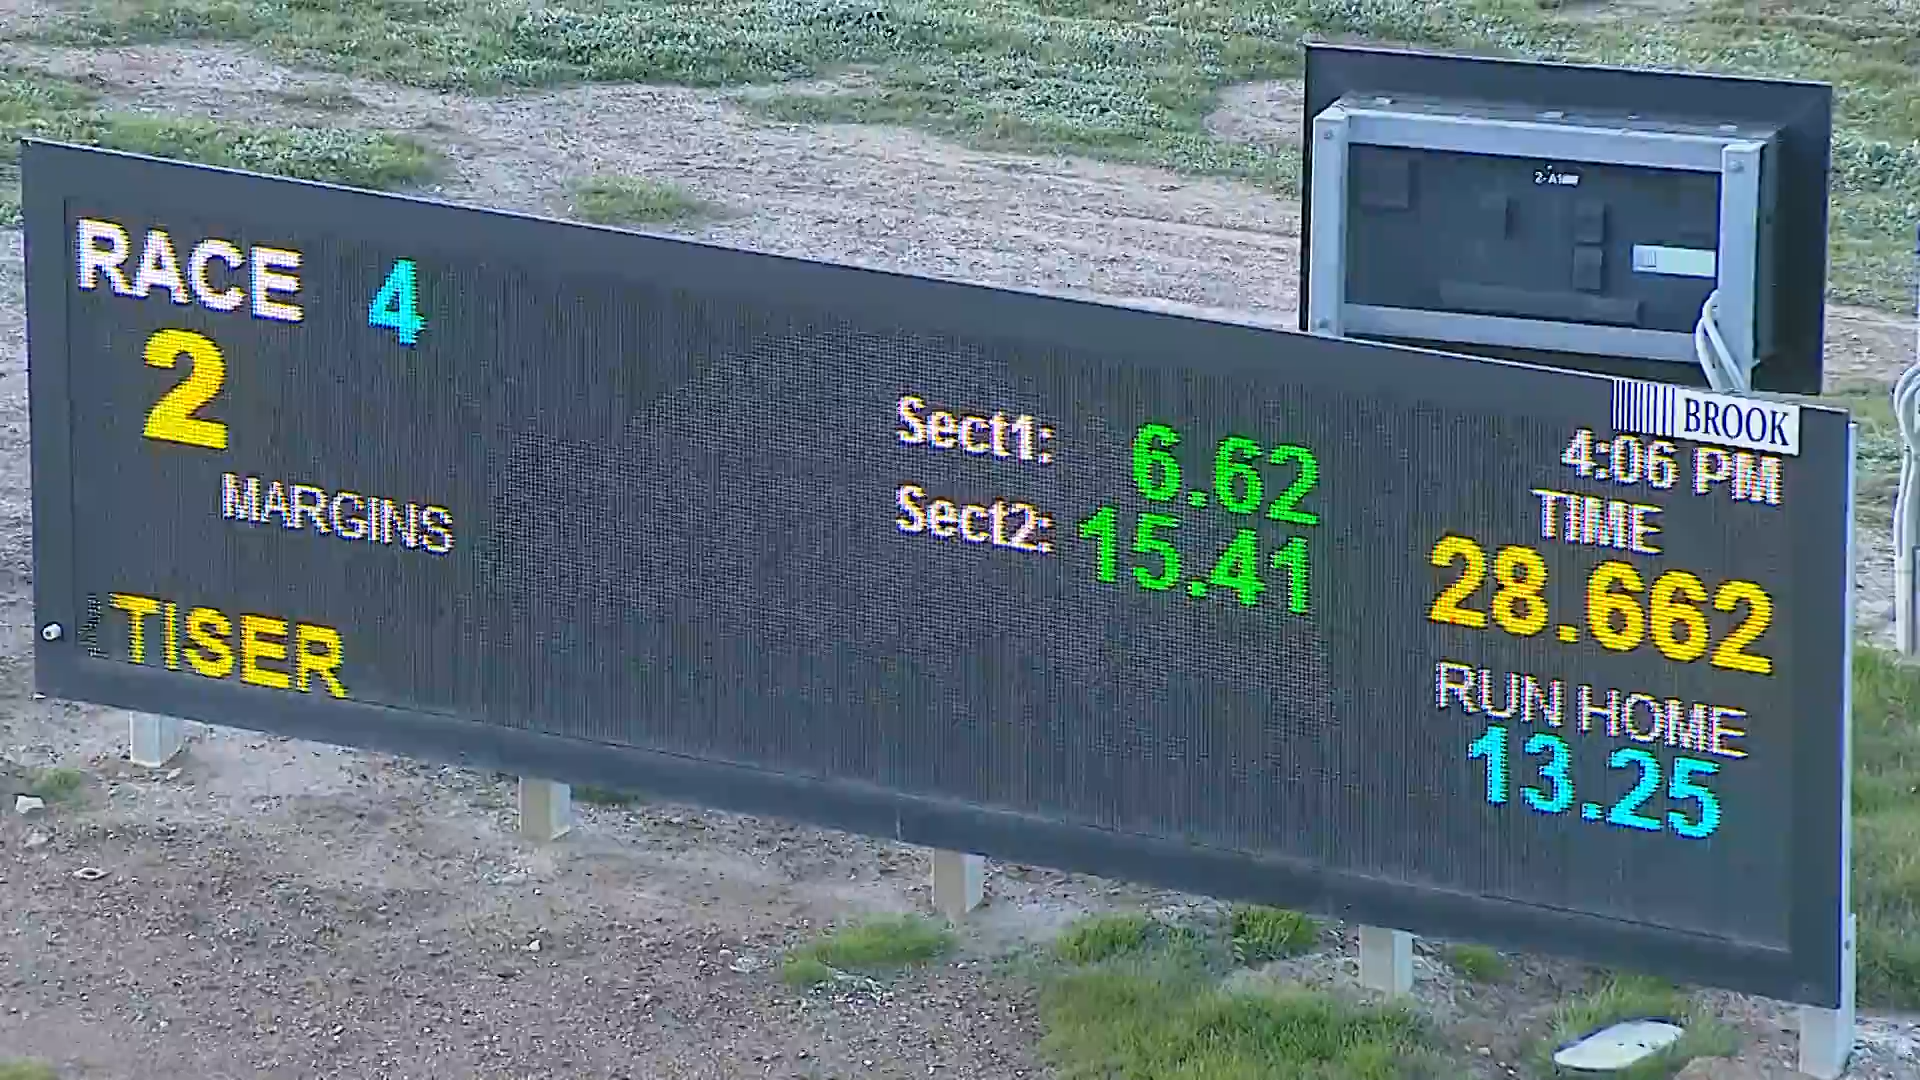 RACE 4
2
MARGINS
TISER
Sect1: 6.62
Sect2: 15.41
BROOK
4:06 PM
TIME
28.662
RUN HOME
13.25